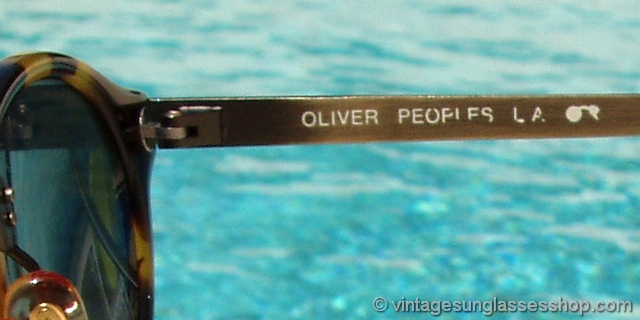 OLIVER PEOPLES L.A.
© vintagesunglassesshop.com